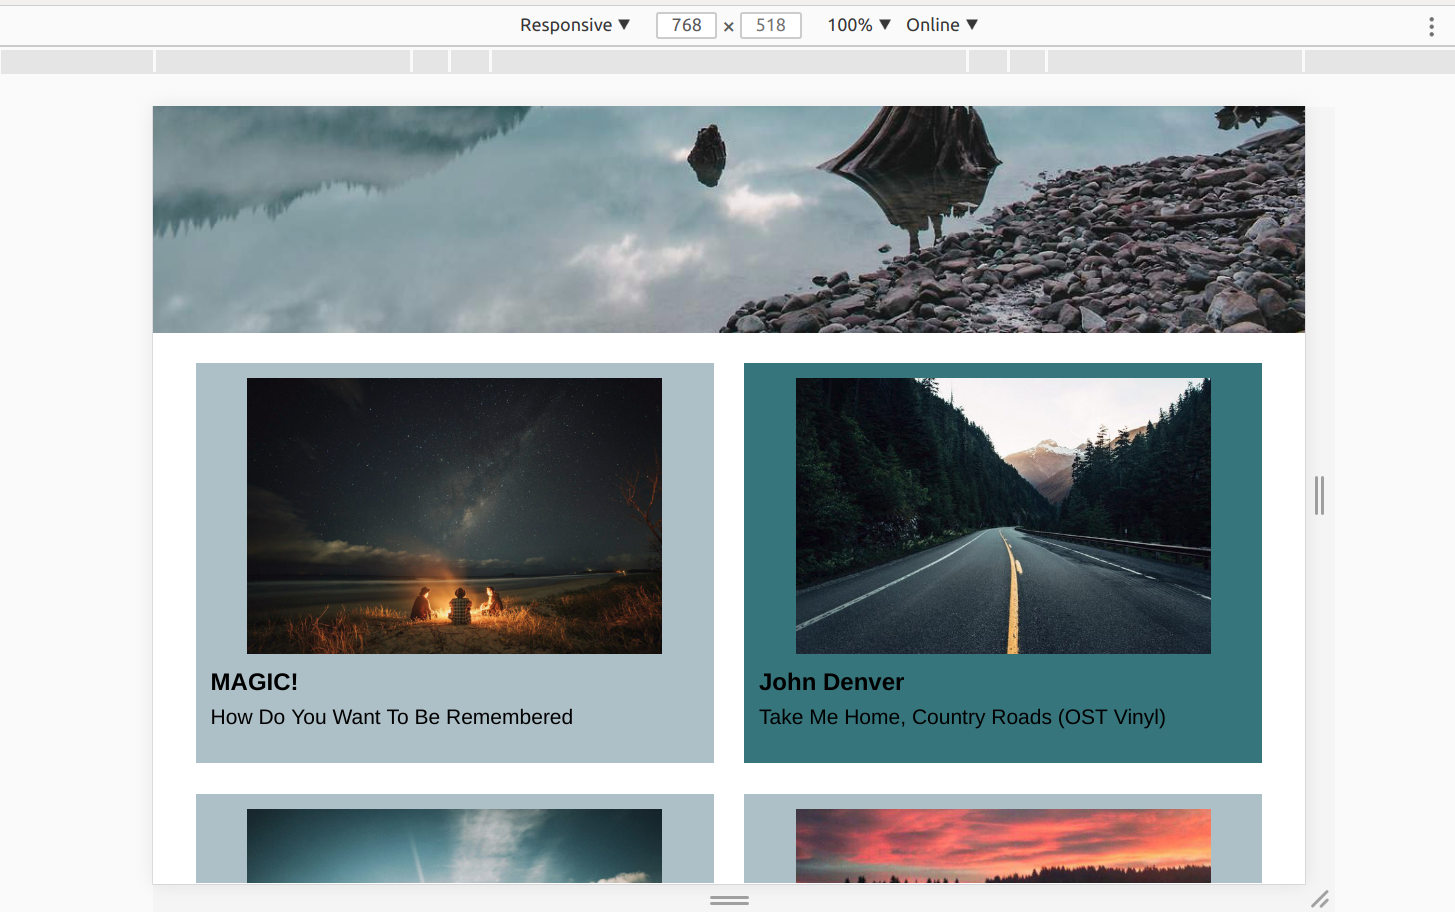 Responsive ▼ 768 × 518 100% ▼ Online ▼
MAGIC!
How Do You Want To Be Remembered
John Denver
Take Me Home, Country Roads (OST Vinyl)